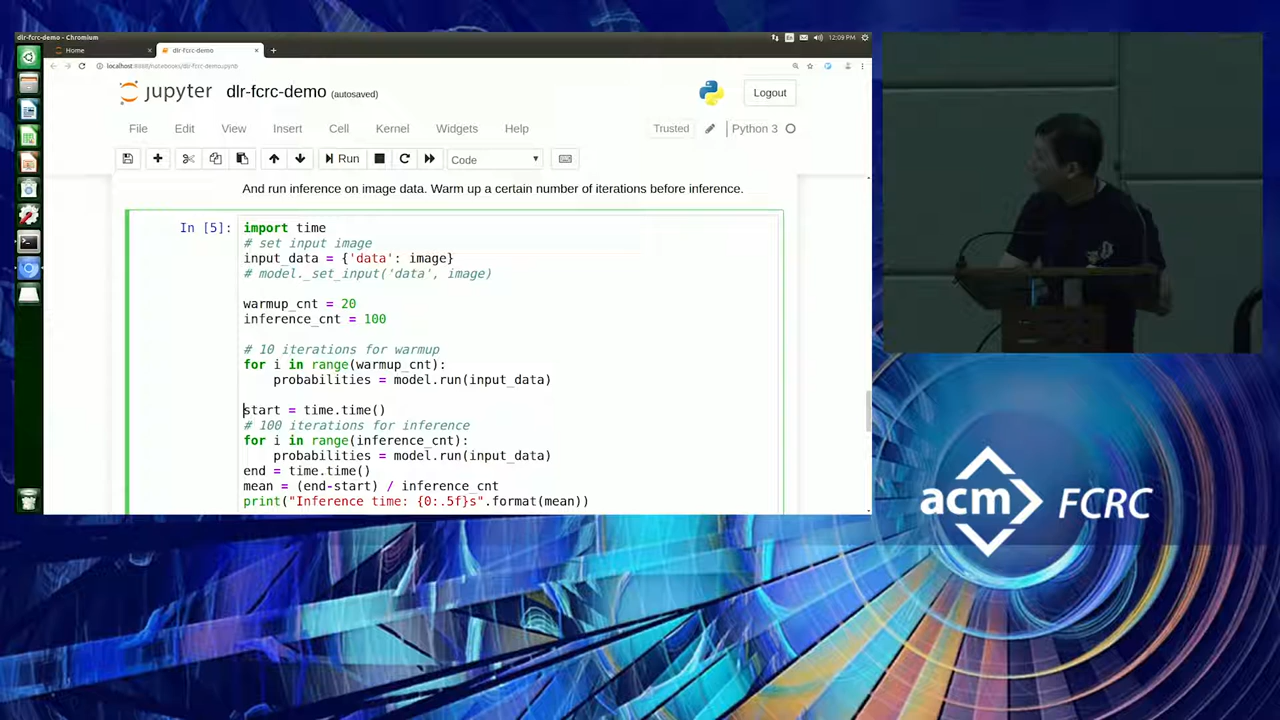 dlr-fcrc-demo - Chromium
En
12:09 PM
Home
dlr-fcrc-demo
localhost:8888/notebooks/dlr-fcrc-demo.ipynb
jupyter dlr-fcrc-demo (autosaved)
Logout
File Edit View Insert Cell Kernel Widgets Help
Trusted
Python 3
Run
Code
And run inference on image data. Warm up a certain number of iterations before inference.
In [5]:
import time
# set input image
input_data = {'data': image}
# model._set_input('data', image)
warmup_cnt = 20
inference_cnt = 100
# 10 iterations for warmup
for i in range(warmup_cnt):
probabilities = model.run(input_data)
start = time.time()
# 100 iterations for inference
for i in range(inference_cnt):
probabilities = model.run(input_data)
end = time.time()
mean = (end-start) / inference_cnt
print("Inference time: {0:.5f}s".format(mean))
acm FCRC